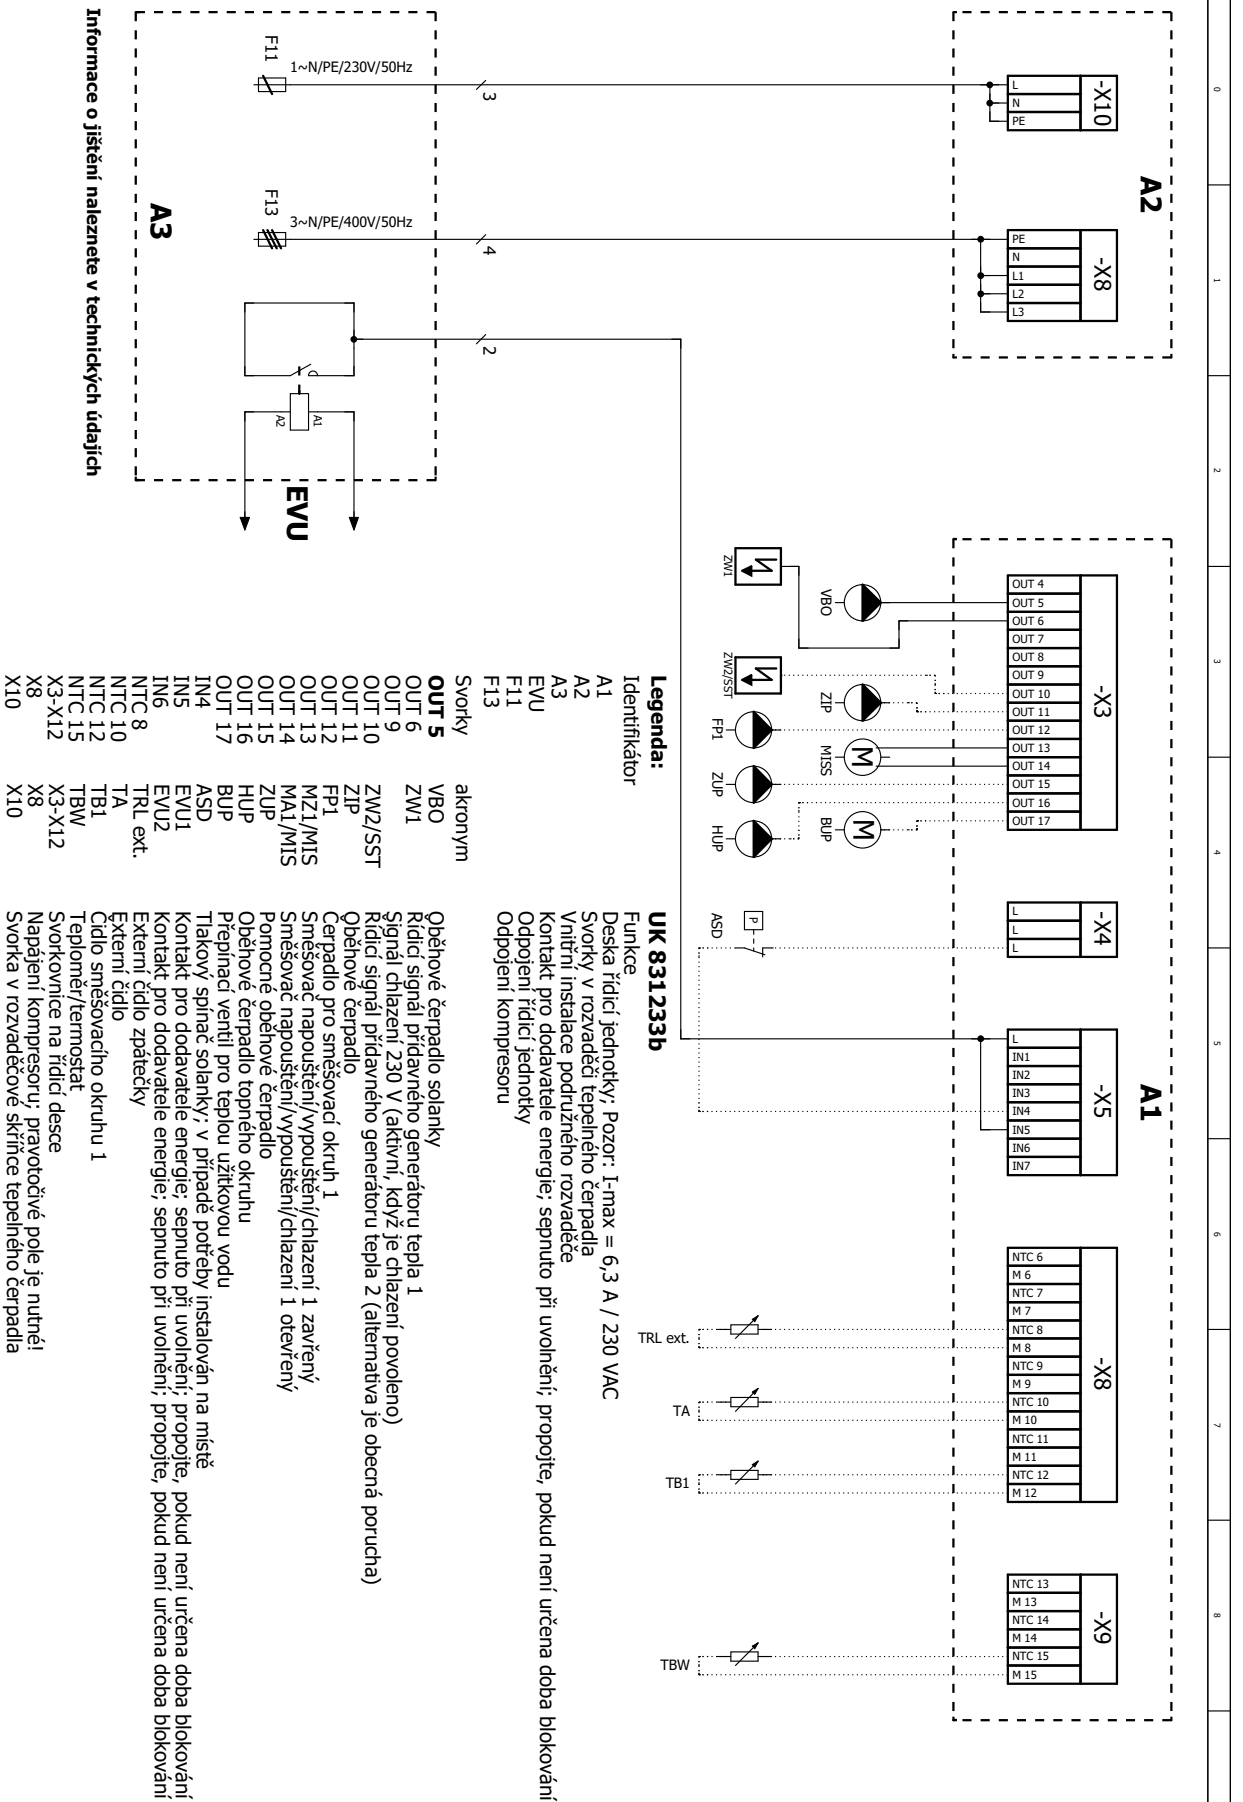 0
1
2
3
4
5
6
7
8
A2
A1
-X10
L
N
PE
-X8
PE
N
L1
L2
L3
-X3
OUT 4
OUT 5
OUT 6
OUT 7
OUT 8
OUT 9
OUT 10
OUT 11
OUT 12
OUT 13
OUT 14
OUT 15
OUT 16
OUT 17
-X4
L
L
L
-X5
L
IN1
IN2
IN3
IN4
IN5
IN6
IN7
-X8
NTC 6
M 6
NTC 7
M 7
NTC 8
M 8
NTC 9
M 9
NTC 10
M 10
NTC 11
M 11
NTC 12
M 12
-X9
NTC 13
M 13
NTC 14
M 14
NTC 15
M 15
ZW1
VBO
ZW2/SST
ZIP
FP1
MISS
M
ZUP
HUP
BUP
M
ASD
P
TRL ext.
TA
TB1
TBW
3
4
2
1~N/PE/230V/50Hz
F11
3~N/PE/400V/50Hz
F13
A1
A2
A3
EVU
Informace o jištění naleznete v technických údajích
Legenda: UK 831233b
Identifikátor Funkce
A1 Deska řídicí jednotky; Pozor: I-max = 6,3 A / 230 VAC
A2 Svorky v rozvaděči tepelného čerpadla
A3 Vnitřní instalace podružného rozvaděče
EVU Kontakt pro dodavatele energie; sepnuto při uvolnění; propojte, pokud není určena doba blokování
F11 Odpojení řídicí jednotky
F13 Odpojení kompresoru
Svorky akronym
OUT 5 VBO Oběhové čerpadlo solanky
OUT 6 ZW1 Řídicí signál přídavného generátoru tepla 1
OUT 9 Signál chlazení 230 V (aktivní, když je chlazení povoleno)
OUT 10 ZW2/SST Řídicí signál přídavného generátoru tepla 2 (alternativa je obecná porucha)
OUT 11 ZIP Oběhové čerpadlo
OUT 12 FP1 Čerpadlo pro směšovací okruh 1
OUT 13 MZ1/MIS Směšovač napouštění/vypouštění/chlazení 1 zavřený
OUT 14 MA1/MIS Směšovač napouštění/vypouštění/chlazení 1 otevřený
OUT 15 ZUP Pomocné oběhové čerpadlo
OUT 16 HUP Oběhové čerpadlo topného okruhu
OUT 17 BUP Přepínací ventil pro teplou užitkovou vodu
IN4 ASD Tlakový spínač solanky; v případě potřeby instalován na místě
IN5 EVU1 Kontakt pro dodavatele energie; sepnuto při uvolnění; propojte, pokud není určena doba blokování
IN6 EVU2 Kontakt pro dodavatele energie; sepnuto při uvolnění; propojte, pokud není určena doba blokování
NTC 8 TRL ext. Externí čidlo zpátečky
NTC 10 TA Externí čidlo
NTC 12 TB1 Čidlo směšovacího okruhu 1
NTC 15 TBW Teploměr/termostat
X3-X12 X3-X12 Svorkovnice na řídicí desce
X8 X8 Napájení kompresoru; pravotočivé pole je nutné!
X10 X10 Svorka v rozvaděčové skříňce tepelného čerpadla